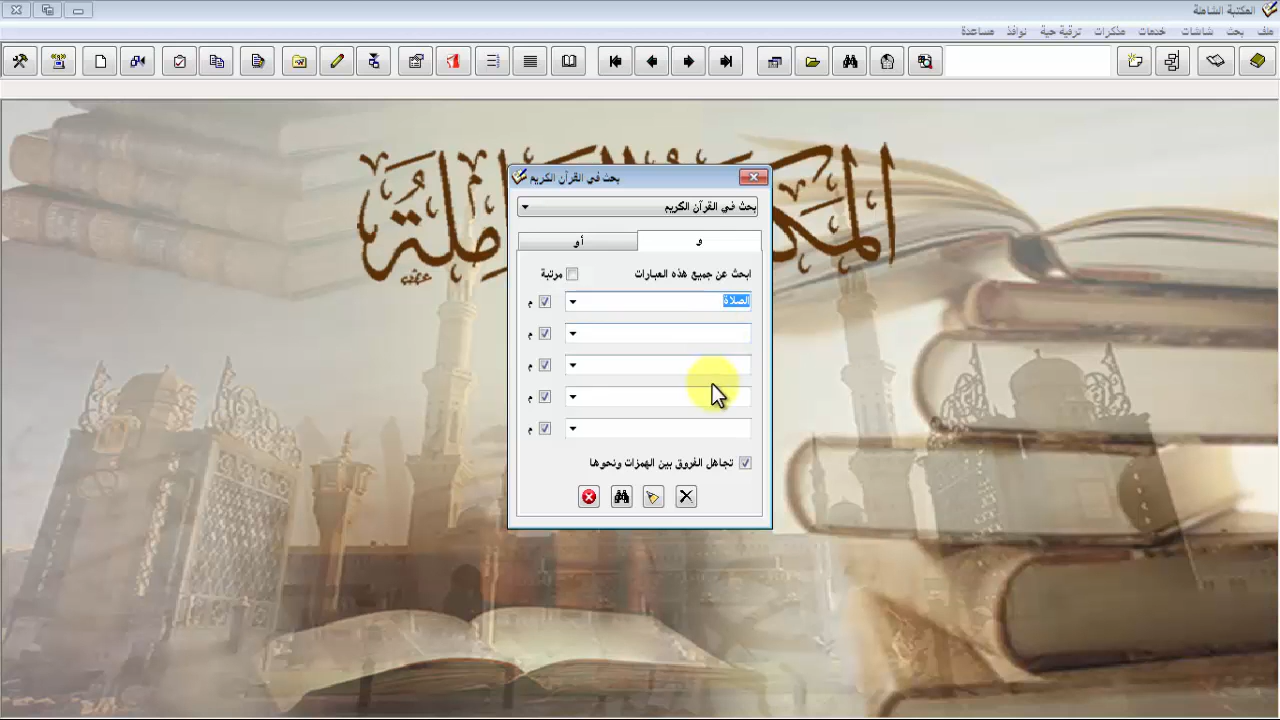 المكتبة الشاملة
ملف بحث شاشات خدمات مذكرات ترقية حية نوافذ مساعدة
المكتبة الشاملة
بحث في القرآن الكريم
بحث في القرآن الكريم
و أو
ابحث عن جميع هذه العبارات مرتبة
الصلاة م
م
م
م
م
تجاهل الفروق بين الهمزات ونحوها